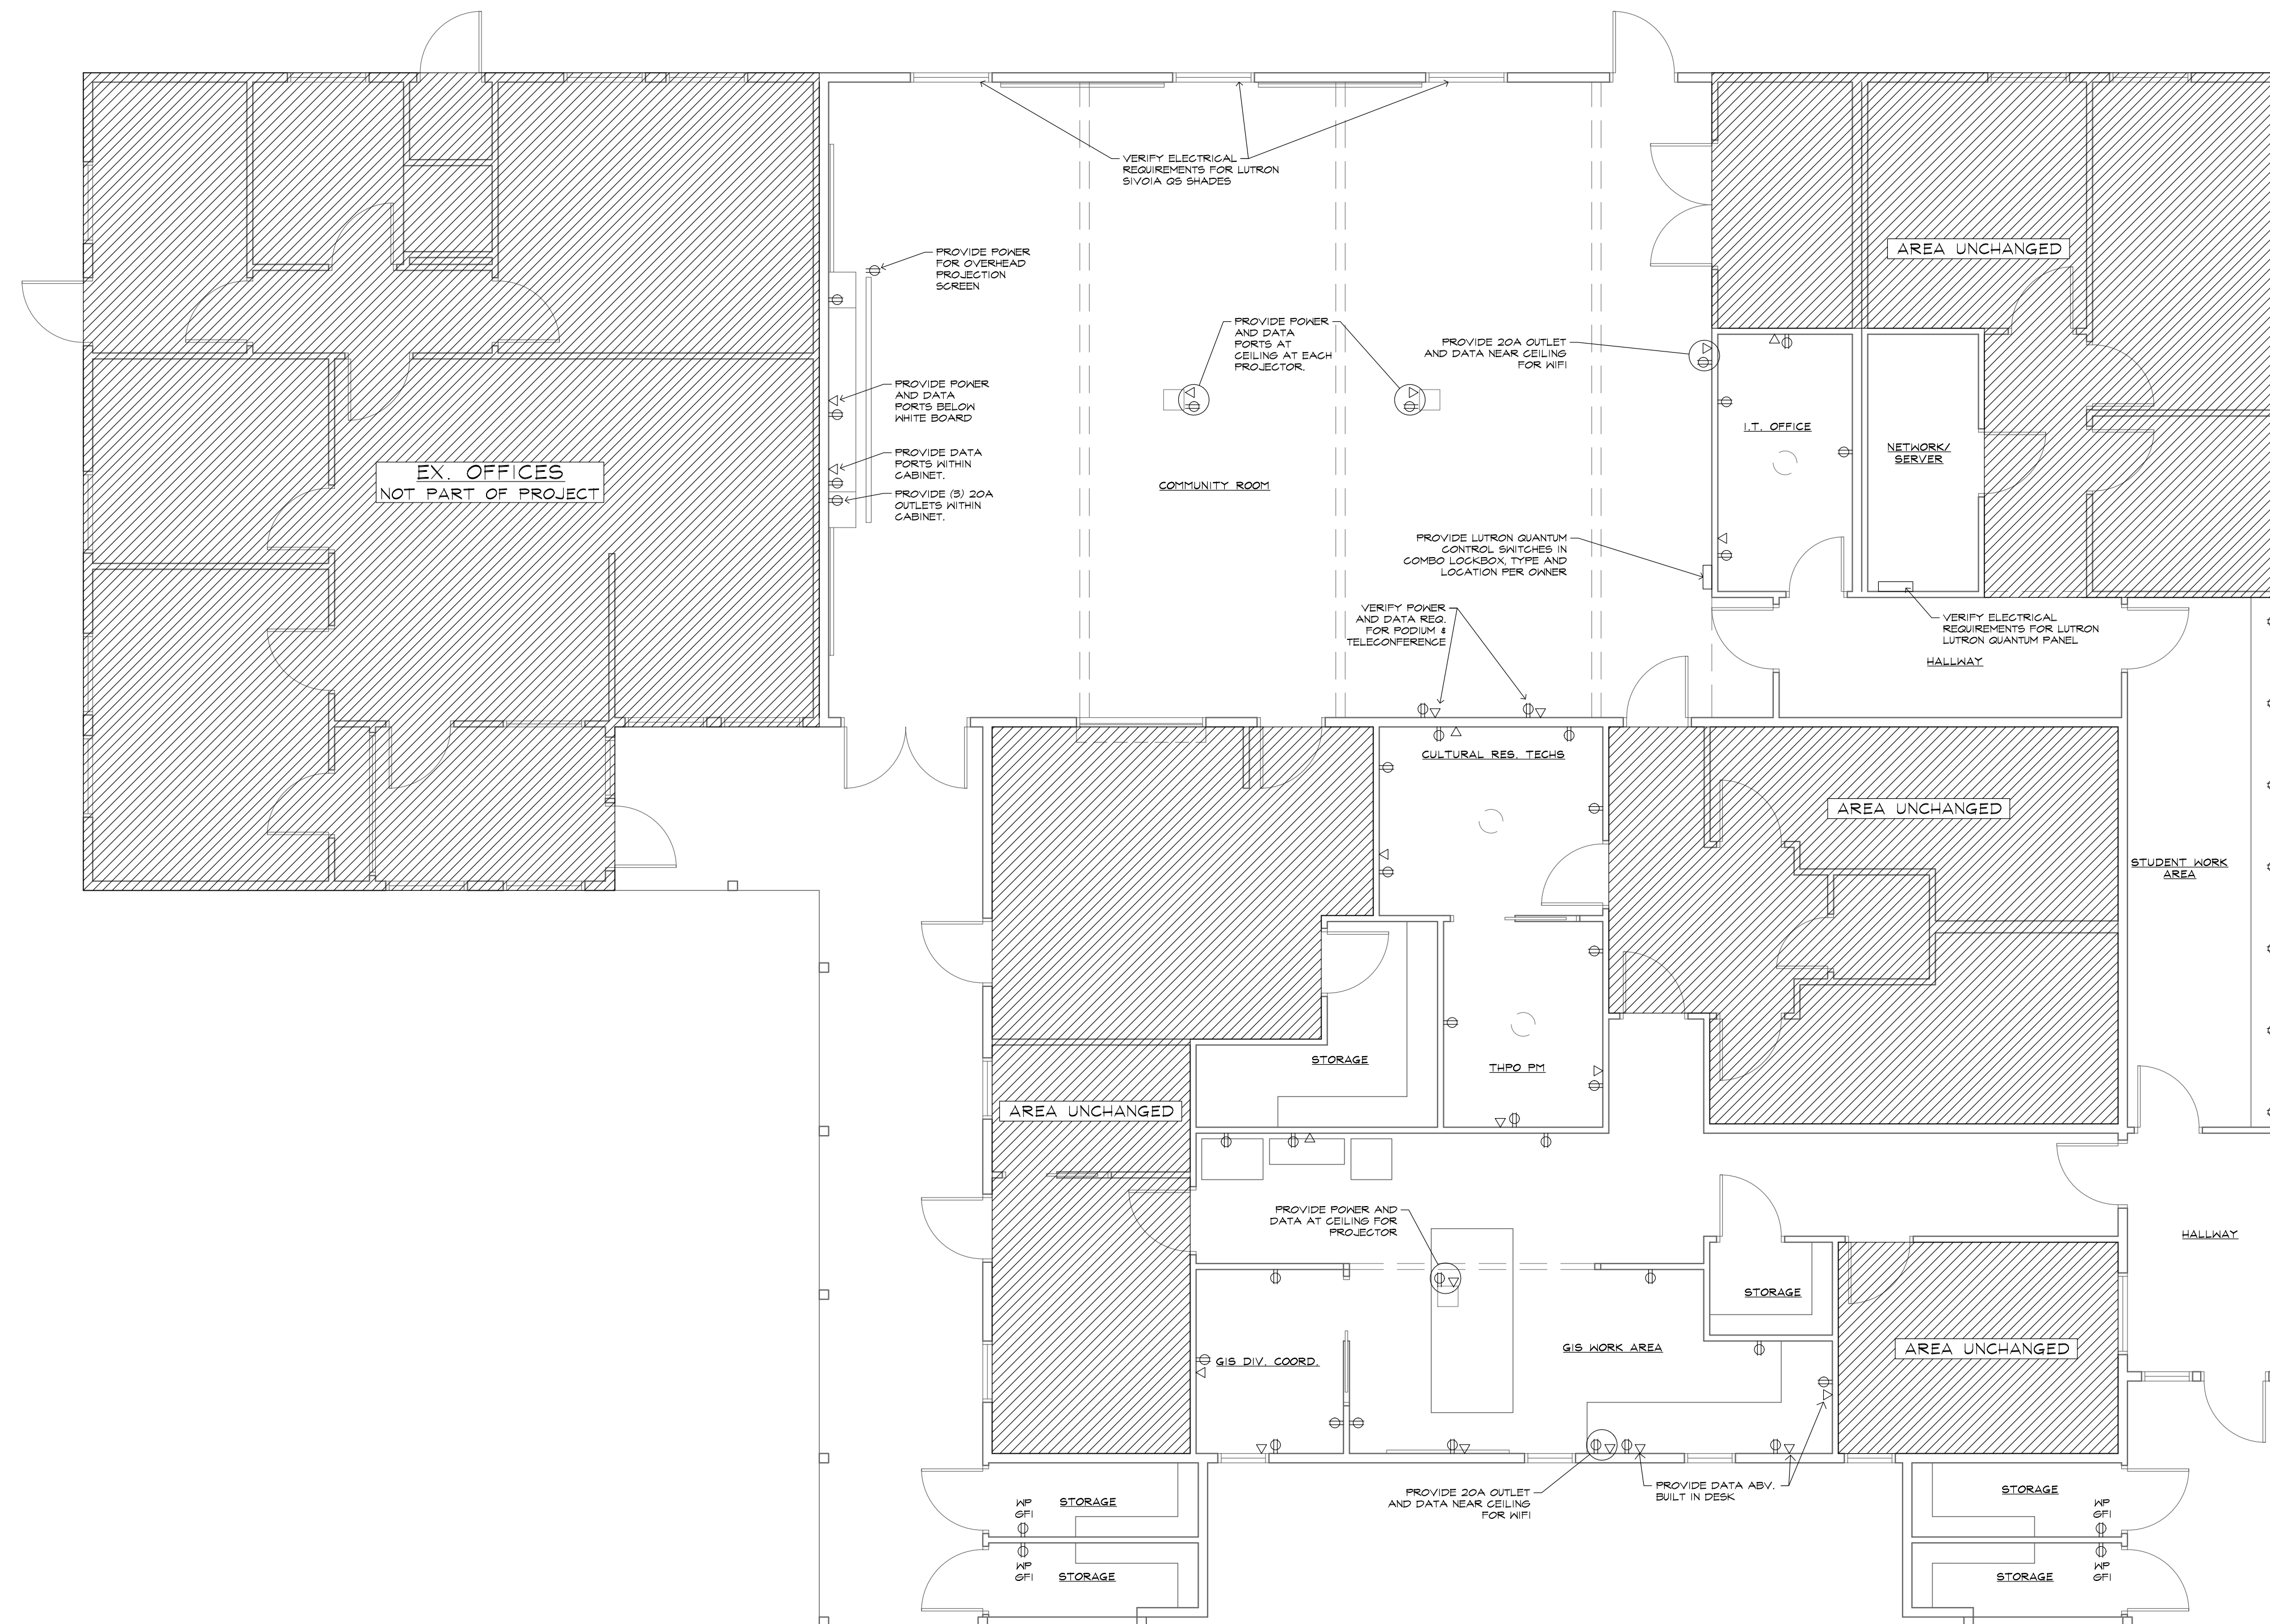 VERIFY ELECTRICAL
REQUIREMENTS FOR LUTRON
SIVOIA QS SHADES
PROVIDE POWER
FOR OVERHEAD
PROJECTION
SCREEN
AREA UNCHANGED
PROVIDE POWER
AND DATA
PORTS AT
CEILING AT EACH
PROJECTOR.
PROVIDE 20A OUTLET
AND DATA NEAR CEILING
FOR WIFI
PROVIDE POWER
AND DATA
PORTS BELOW
WHITE BOARD
I.T. OFFICE
NETWORK/
SERVER
EX. OFFICES
NOT PART OF PROJECT
PROVIDE DATA
PORTS WITHIN
CABINET.
COMMUNITY ROOM
PROVIDE (3) 20A
OUTLETS WITHIN
CABINET.
PROVIDE LUTRON QUANTUM
CONTROL SWITCHES IN
COMBO LOCKBOX, TYPE AND
LOCATION PER OWNER
VERIFY POWER
AND DATA REQ.
FOR PODIUM &
TELECONFERENCE
VERIFY ELECTRICAL
REQUIREMENTS FOR LUTRON
LUTRON QUANTUM PANEL
HALLWAY
CULTURAL RES. TECHS
AREA UNCHANGED
STUDENT WORK
AREA
STORAGE
THPO PM
AREA UNCHANGED
PROVIDE POWER AND
DATA AT CEILING FOR
PROJECTOR
HALLWAY
STORAGE
GIS DIV. COORD.
GIS WORK AREA
AREA UNCHANGED
PROVIDE 20A OUTLET
AND DATA NEAR CEILING
FOR WIFI
PROVIDE DATA ABV.
BUILT IN DESK
WP
GFI
STORAGE
STORAGE
WP
GFI
WP
GFI
STORAGE
STORAGE
WP
GFI